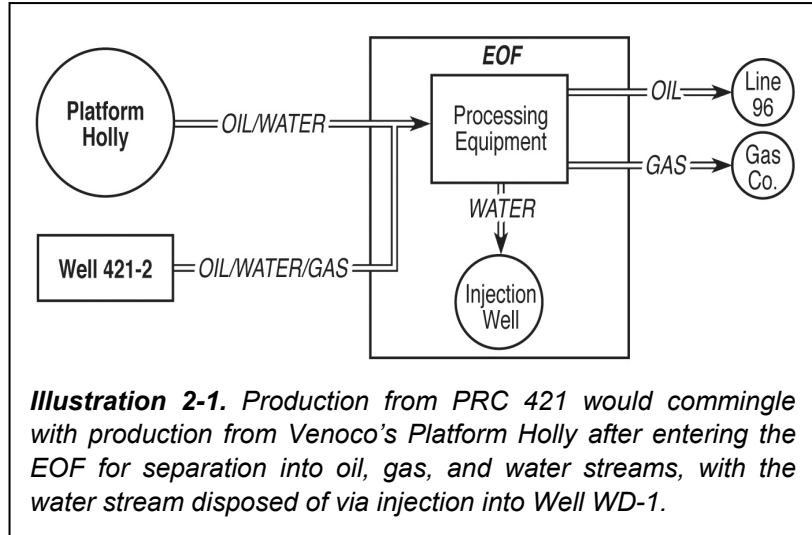 EOF
Platform
Holly
OIL/WATER
Processing
Equipment
OIL
Line
96
GAS
Gas
Co.
WATER
Well 421-2
OIL/WATER/GAS
Injection
Well
Illustration 2-1. Production from PRC 421 would commingle
with production from Venoco's Platform Holly after entering the
EOF for separation into oil, gas, and water streams, with the
water stream disposed of via injection into Well WD-1.